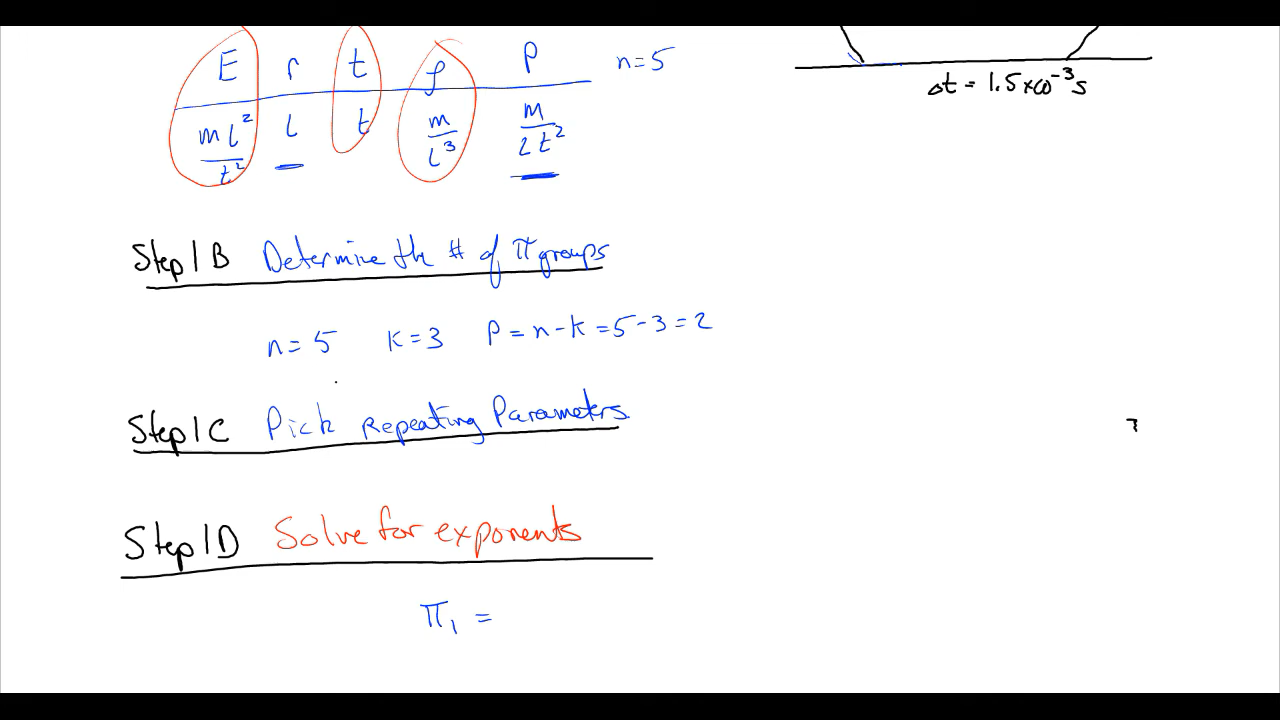 E r t ρ P n=5
ml²/t² l t m/l³ m/lt²
Δt = 1.5×10⁻³s
Step 1B Determine the # of π groups
n=5 k=3 P=n-k=5-3=2
Step 1C Pick Repeating Parameters
Step 1D Solve for exponents
π₁ =